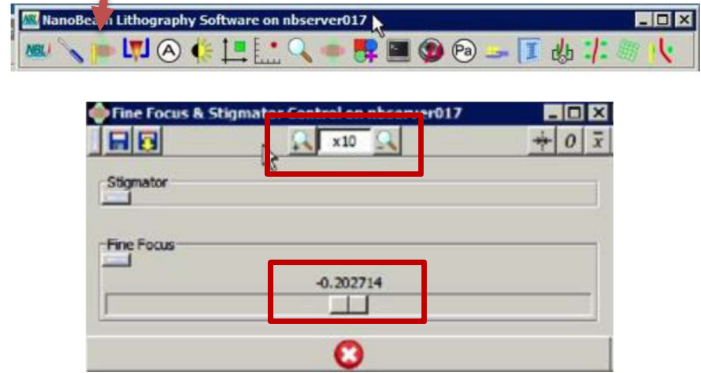 NanoBeam Lithography Software on nbserver017
NBL A Pa
Fine Focus & Stigmator Control on nbserver017
x10 0 x
Stigmator
Fine Focus
-0.202714